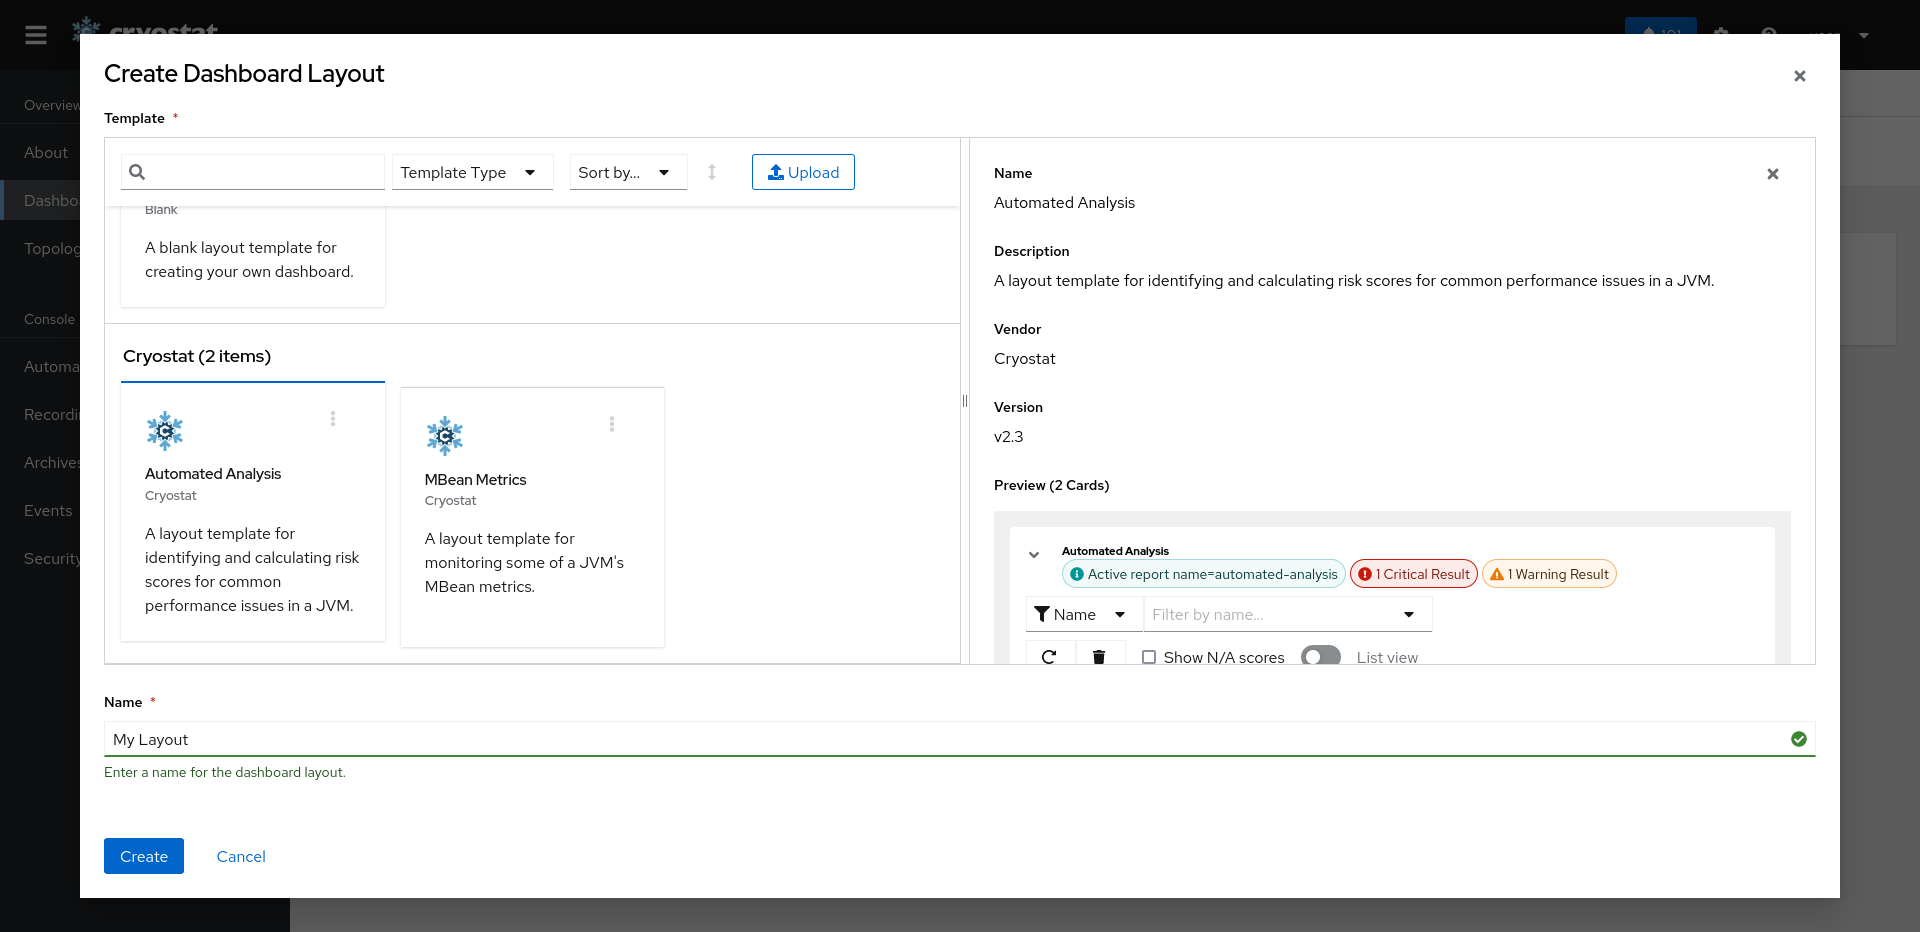 cryostat
101
Create Dashboard Layout
Template *
Overview
About
Dashbo
Topolog
Console
Automa
Recordi
Archives
Events
Security
Template Type
Sort by...
Upload
Blank
A blank layout template for
creating your own dashboard.
Cryostat (2 items)
Automated Analysis
Cryostat
A layout template for
identifying and calculating risk
scores for common
performance issues in a JVM.
MBean Metrics
Cryostat
A layout template for
monitoring some of a JVM's
MBean metrics.
Name
Automated Analysis
Description
A layout template for identifying and calculating risk scores for common performance issues in a JVM.
Vendor
Cryostat
Version
v2.3
Preview (2 Cards)
Automated Analysis
Active report name=automated-analysis
1 Critical Result
1 Warning Result
Name
Filter by name...
Show N/A scores
List view
Name *
My Layout
Enter a name for the dashboard layout.
Create
Cancel